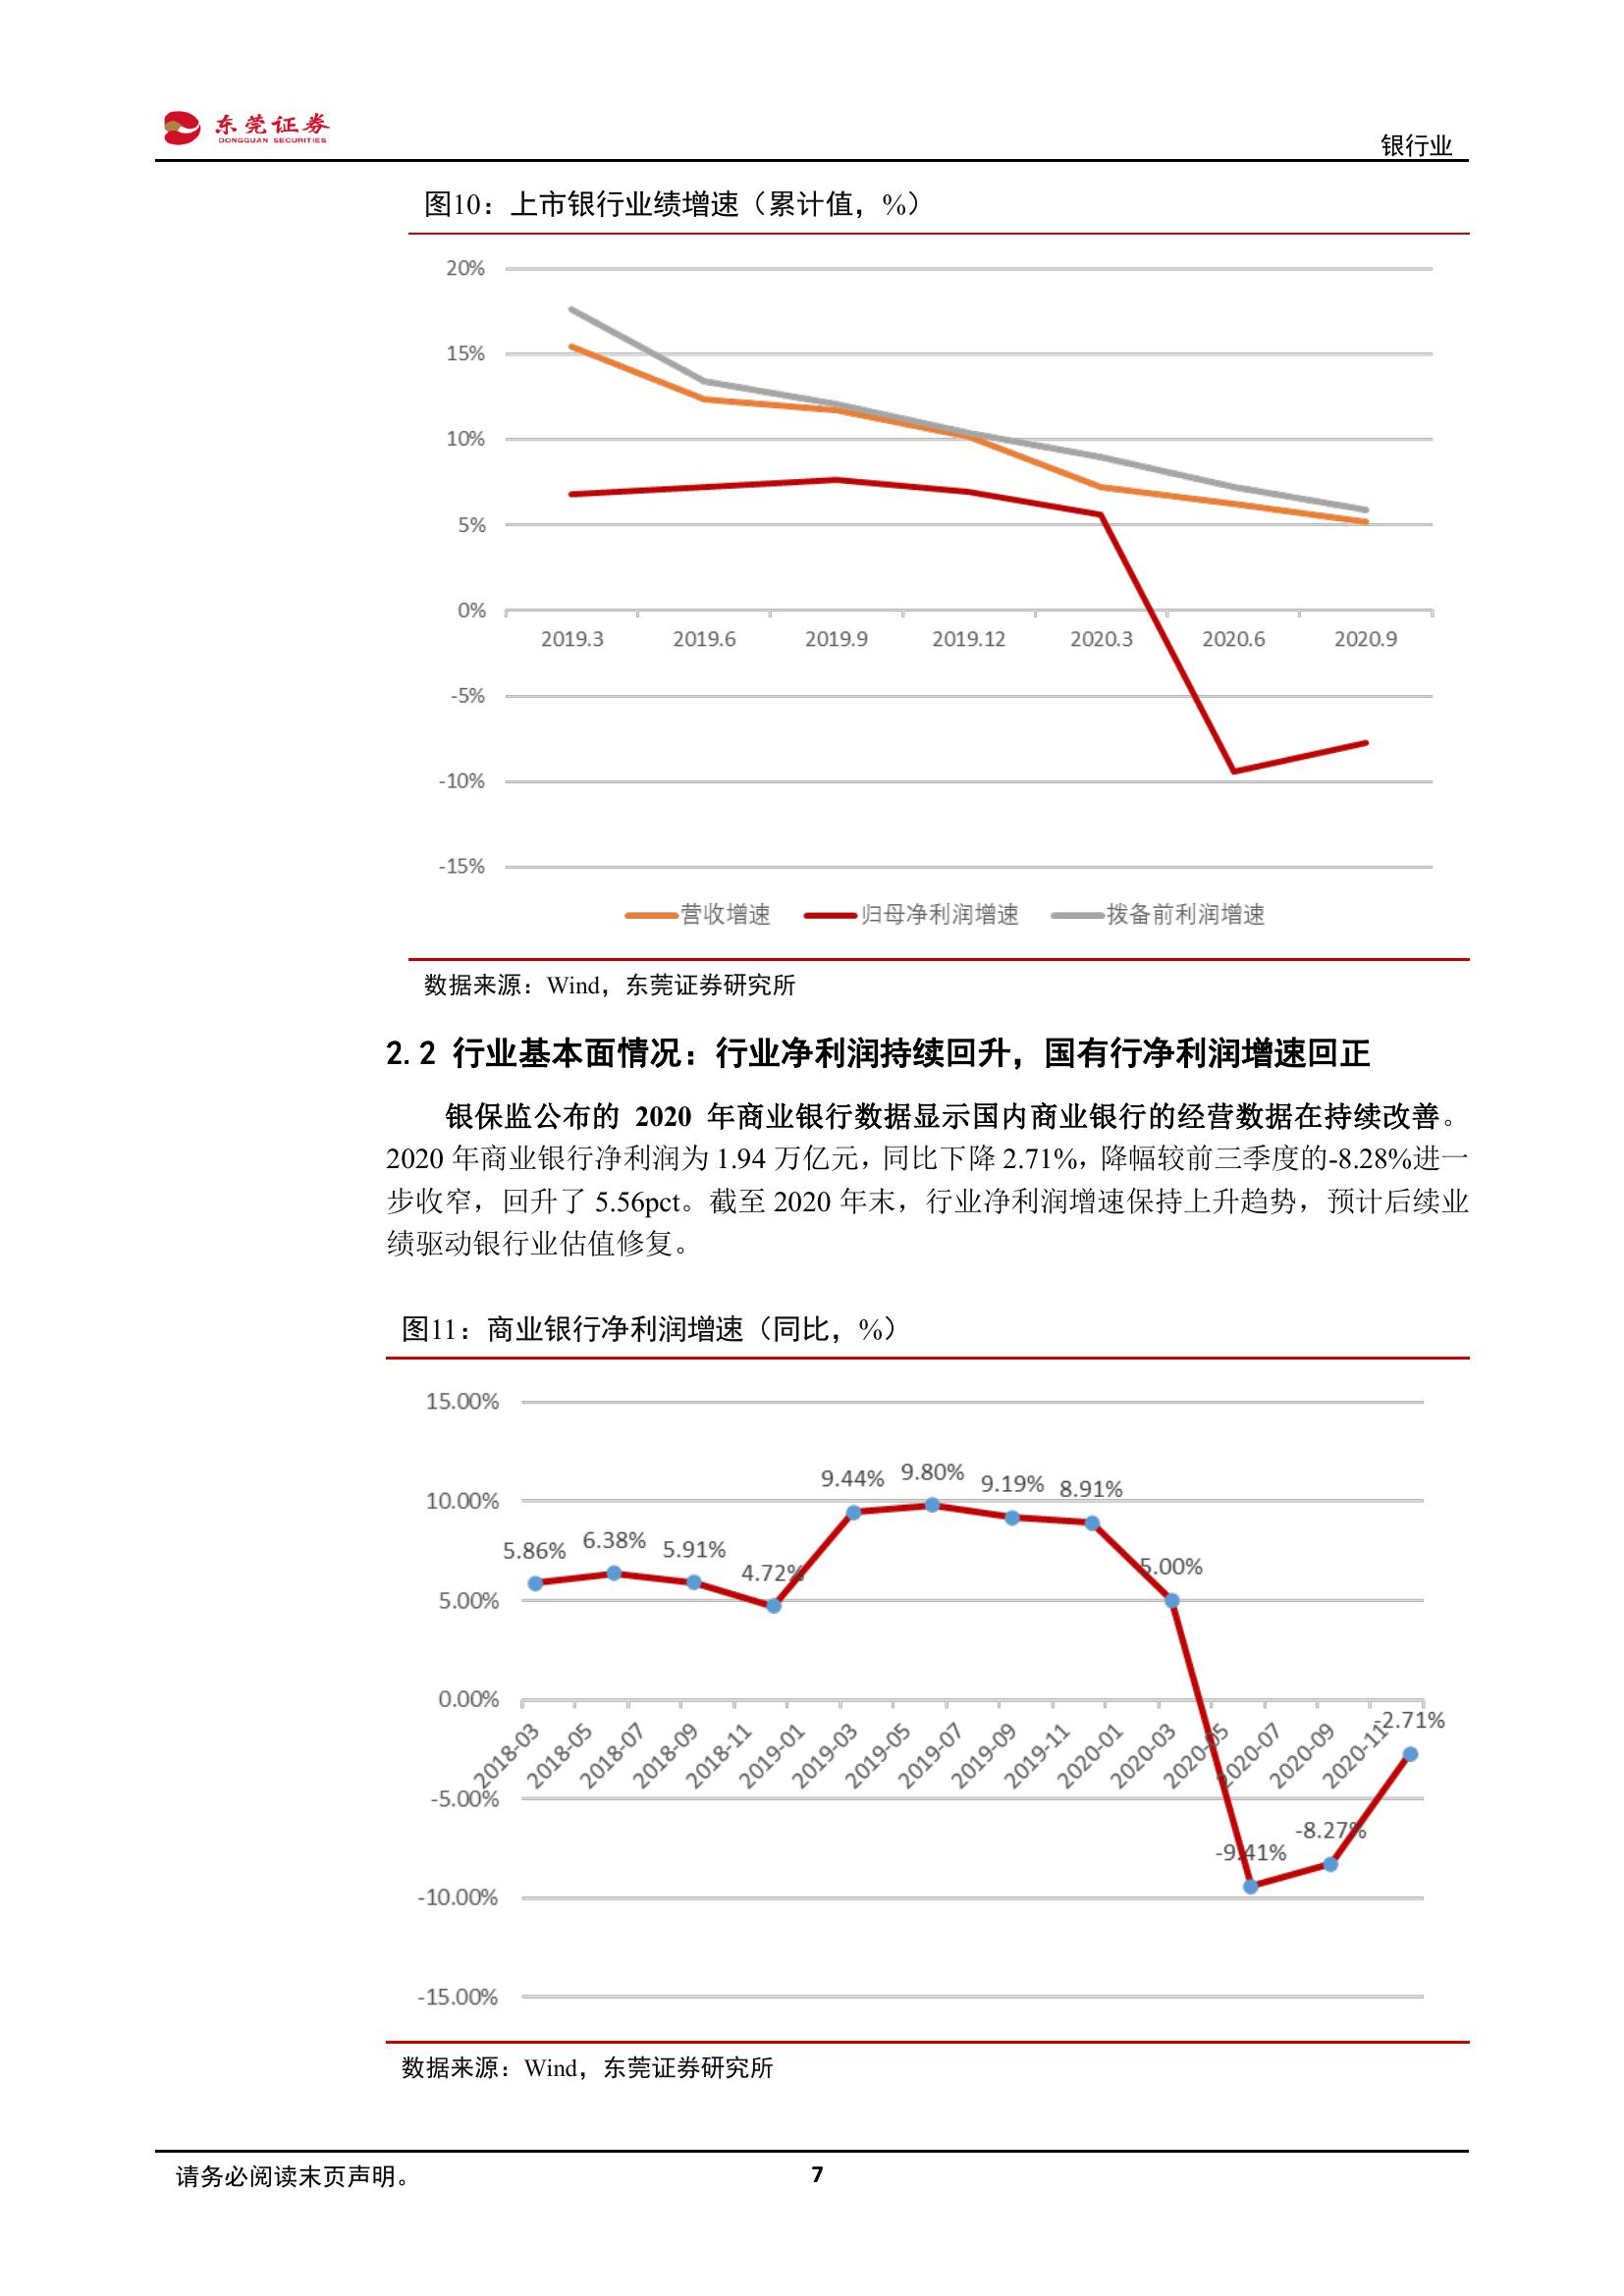 东莞证券
DONGGUAN SECURITIES
银行业
图10：上市银行业绩增速（累计值，%）
20%
15%
10%
5%
0%
-5%
-10%
-15%
2019.3 2019.6 2019.9 2019.12 2020.3 2020.6 2020.9
营收增速 归母净利润增速 拨备前利润增速
数据来源：Wind，东莞证券研究所
2.2 行业基本面情况：行业净利润持续回升，国有行净利润增速回正
银保监公布的 2020 年商业银行数据显示国内商业银行的经营数据在持续改善。
2020 年商业银行净利润为 1.94 万亿元，同比下降 2.71%，降幅较前三季度的-8.28%进一
步收窄，回升了 5.56pct。截至 2020 年末，行业净利润增速保持上升趋势，预计后续业
绩驱动银行业估值修复。
图11：商业银行净利润增速（同比，%）
15.00%
10.00%
5.00%
0.00%
-5.00%
-10.00%
-15.00%
5.86% 6.38% 5.91% 4.72% 9.44% 9.80% 9.19% 8.91% 5.00% -9.41% -8.27% -2.71%
2018-03 2018-05 2018-07 2018-09 2018-11 2019-01 2019-03 2019-05 2019-07 2019-09 2019-11 2020-01 2020-03 2020-05 2020-07 2020-09 2020-11
数据来源：Wind，东莞证券研究所
请务必阅读末页声明。
7